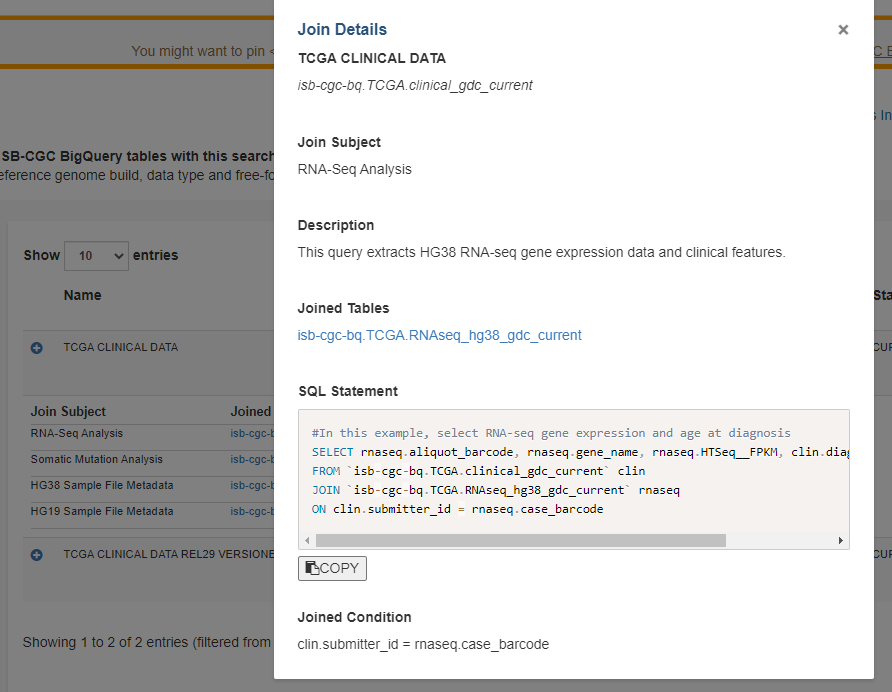 Join Details
×
TCGA CLINICAL DATA
isb-cgc-bq.TCGA.clinical_gdc_current
Join Subject
RNA-Seq Analysis
Description
This query extracts HG38 RNA-seq gene expression data and clinical features.
Joined Tables
isb-cgc-bq.TCGA.RNAseq_hg38_gdc_current
SQL Statement
#In this example, select RNA-seq gene expression and age at diagnosis
SELECT rnaseq.aliquot_barcode, rnaseq.gene_name, rnaseq.HTSeq__FPKM, clin.diag
FROM `isb-cgc-bq.TCGA.clinical_gdc_current` clin
JOIN `isb-cgc-bq.TCGA.RNAseq_hg38_gdc_current` rnaseq
ON clin.submitter_id = rnaseq.case_barcode
COPY
Joined Condition
clin.submitter_id = rnaseq.case_barcode
You might want to pin <
SB-CGC BigQuery tables with this search
eference genome build, data type and free-fo
Show 10 entries
Name
TCGA CLINICAL DATA
Join Subject Joined
RNA-Seq Analysis isb-cgc-b
Somatic Mutation Analysis isb-cgc-b
HG38 Sample File Metadata isb-cgc-b
HG19 Sample File Metadata isb-cgc-b
TCGA CLINICAL DATA REL29 VERSIONE
Showing 1 to 2 of 2 entries (filtered from
C E
s In
Sta
CUR
CUR